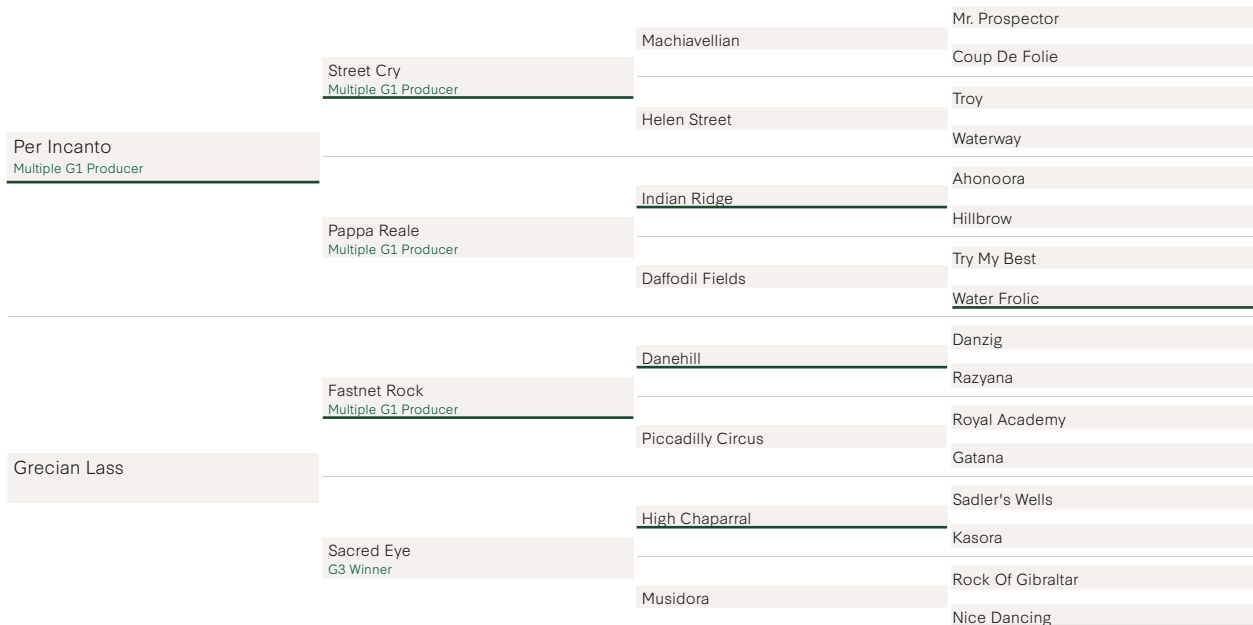 Per Incanto
Multiple G1 Producer
Grecian Lass
Street Cry
Multiple G1 Producer
Pappa Reale
Multiple G1 Producer
Fastnet Rock
Multiple G1 Producer
Sacred Eye
G3 Winner
Machiavellian
Helen Street
Indian Ridge
Daffodil Fields
Danehill
Piccadilly Circus
High Chaparral
Musidora
Mr. Prospector
Coup De Folie
Troy
Waterway
Ahonoora
Hillbrow
Try My Best
Water Frolic
Danzig
Razyana
Royal Academy
Gatana
Sadler's Wells
Kasora
Rock Of Gibraltar
Nice Dancing